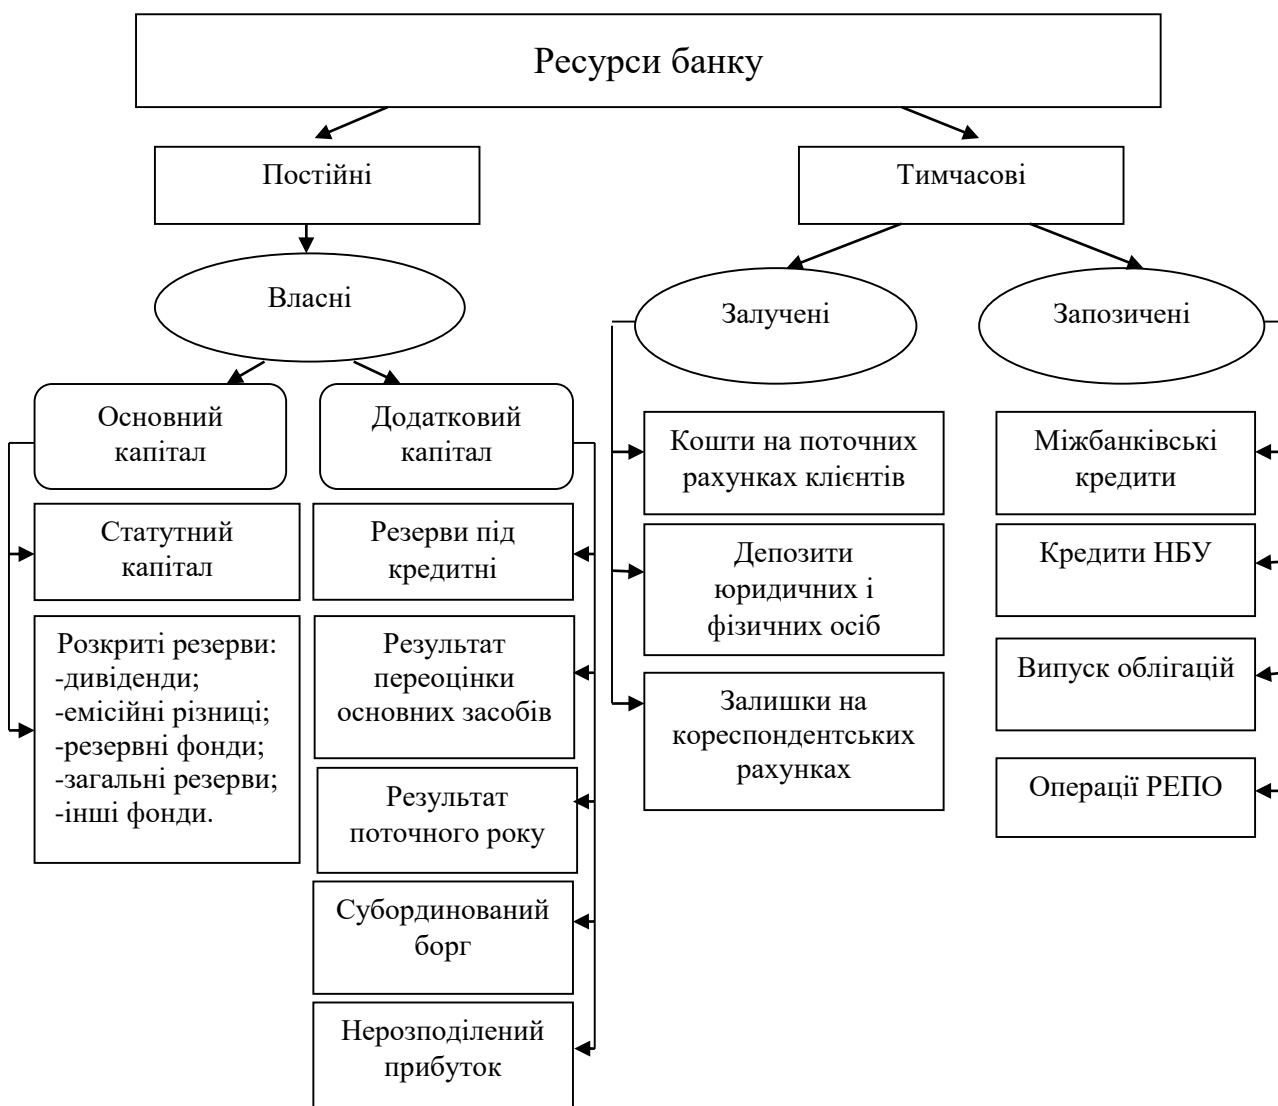 Ресурси банку
Постійні
Тимчасові
Власні
Залучені
Запозичені
Основний
капітал
Додатковий
капітал
Статутний
капітал
Розкриті резерви:
-дивіденди;
-емісійні різниці;
-резервні фонди;
-загальні резерви;
-інші фонди.
Резерви під
кредитні
Результат
переоцінки
основних засобів
Результат
поточного року
Субординований
борг
Нерозподілений
прибуток
Кошти на поточних
рахунках клієнтів
Депозити
юридичних і
фізичних осіб
Залишки на
кореспондентських
рахунках
Міжбанківські
кредити
Кредити НБУ
Випуск облігацій
Операції РЕПО